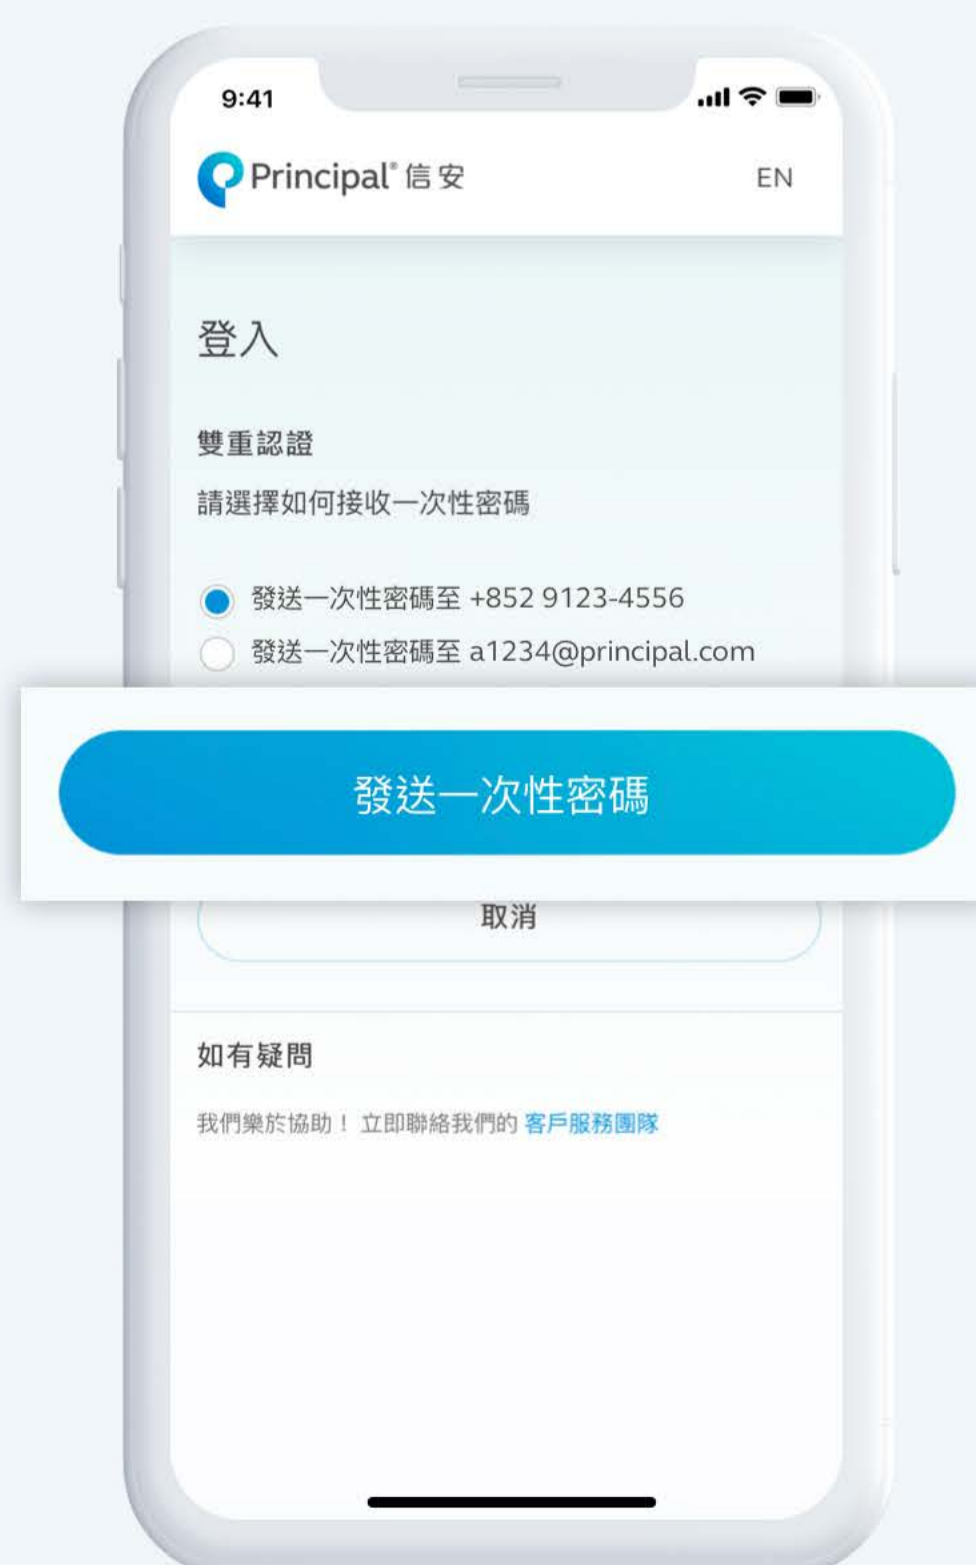 9:41
Principal® 信安
EN
登入
雙重認證
請選擇如何接收一次性密碼
發送一次性密碼至 +852 9123-4556
發送一次性密碼至 a1234@principal.com
發送一次性密碼
取消
如有疑問
我們樂於協助！ 立即聯絡我們的 客戶服務團隊